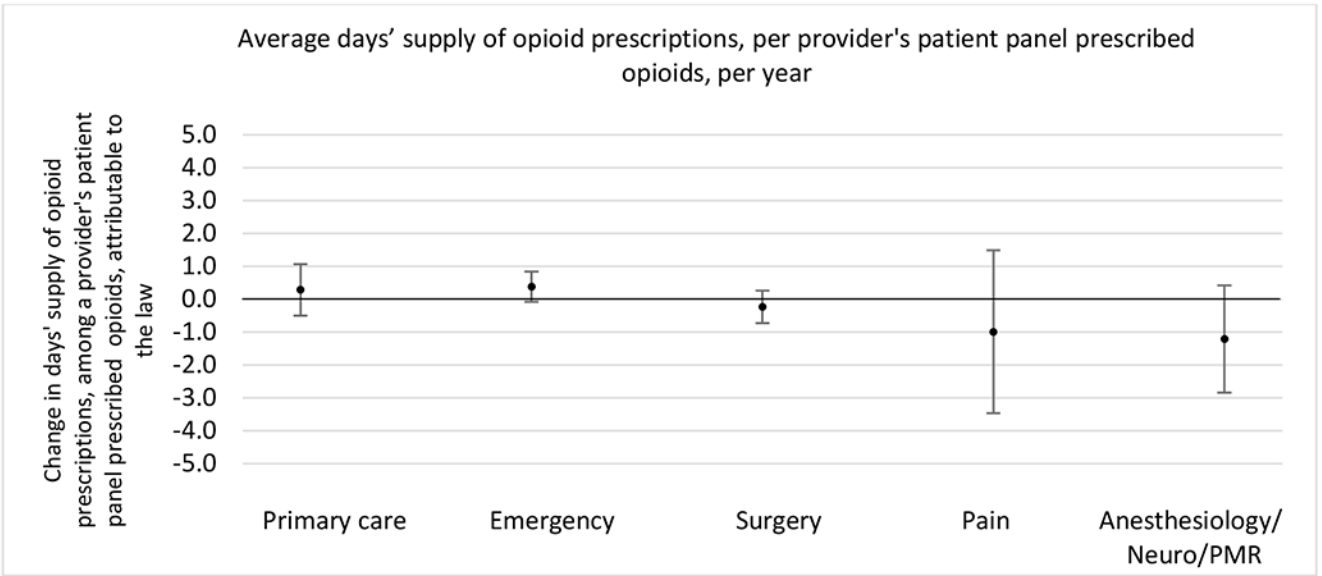 Average days’ supply of opioid prescriptions, per provider's patient panel prescribed
opioids, per year
Change in days' supply of opioid
prescriptions, among a provider's patient
panel prescribed opioids, attributable to
the law
5.0
4.0
3.0
2.0
1.0
0.0
-1.0
-2.0
-3.0
-4.0
-5.0
Primary care
Emergency
Surgery
Pain
Anesthesiology/
Neuro/PMR